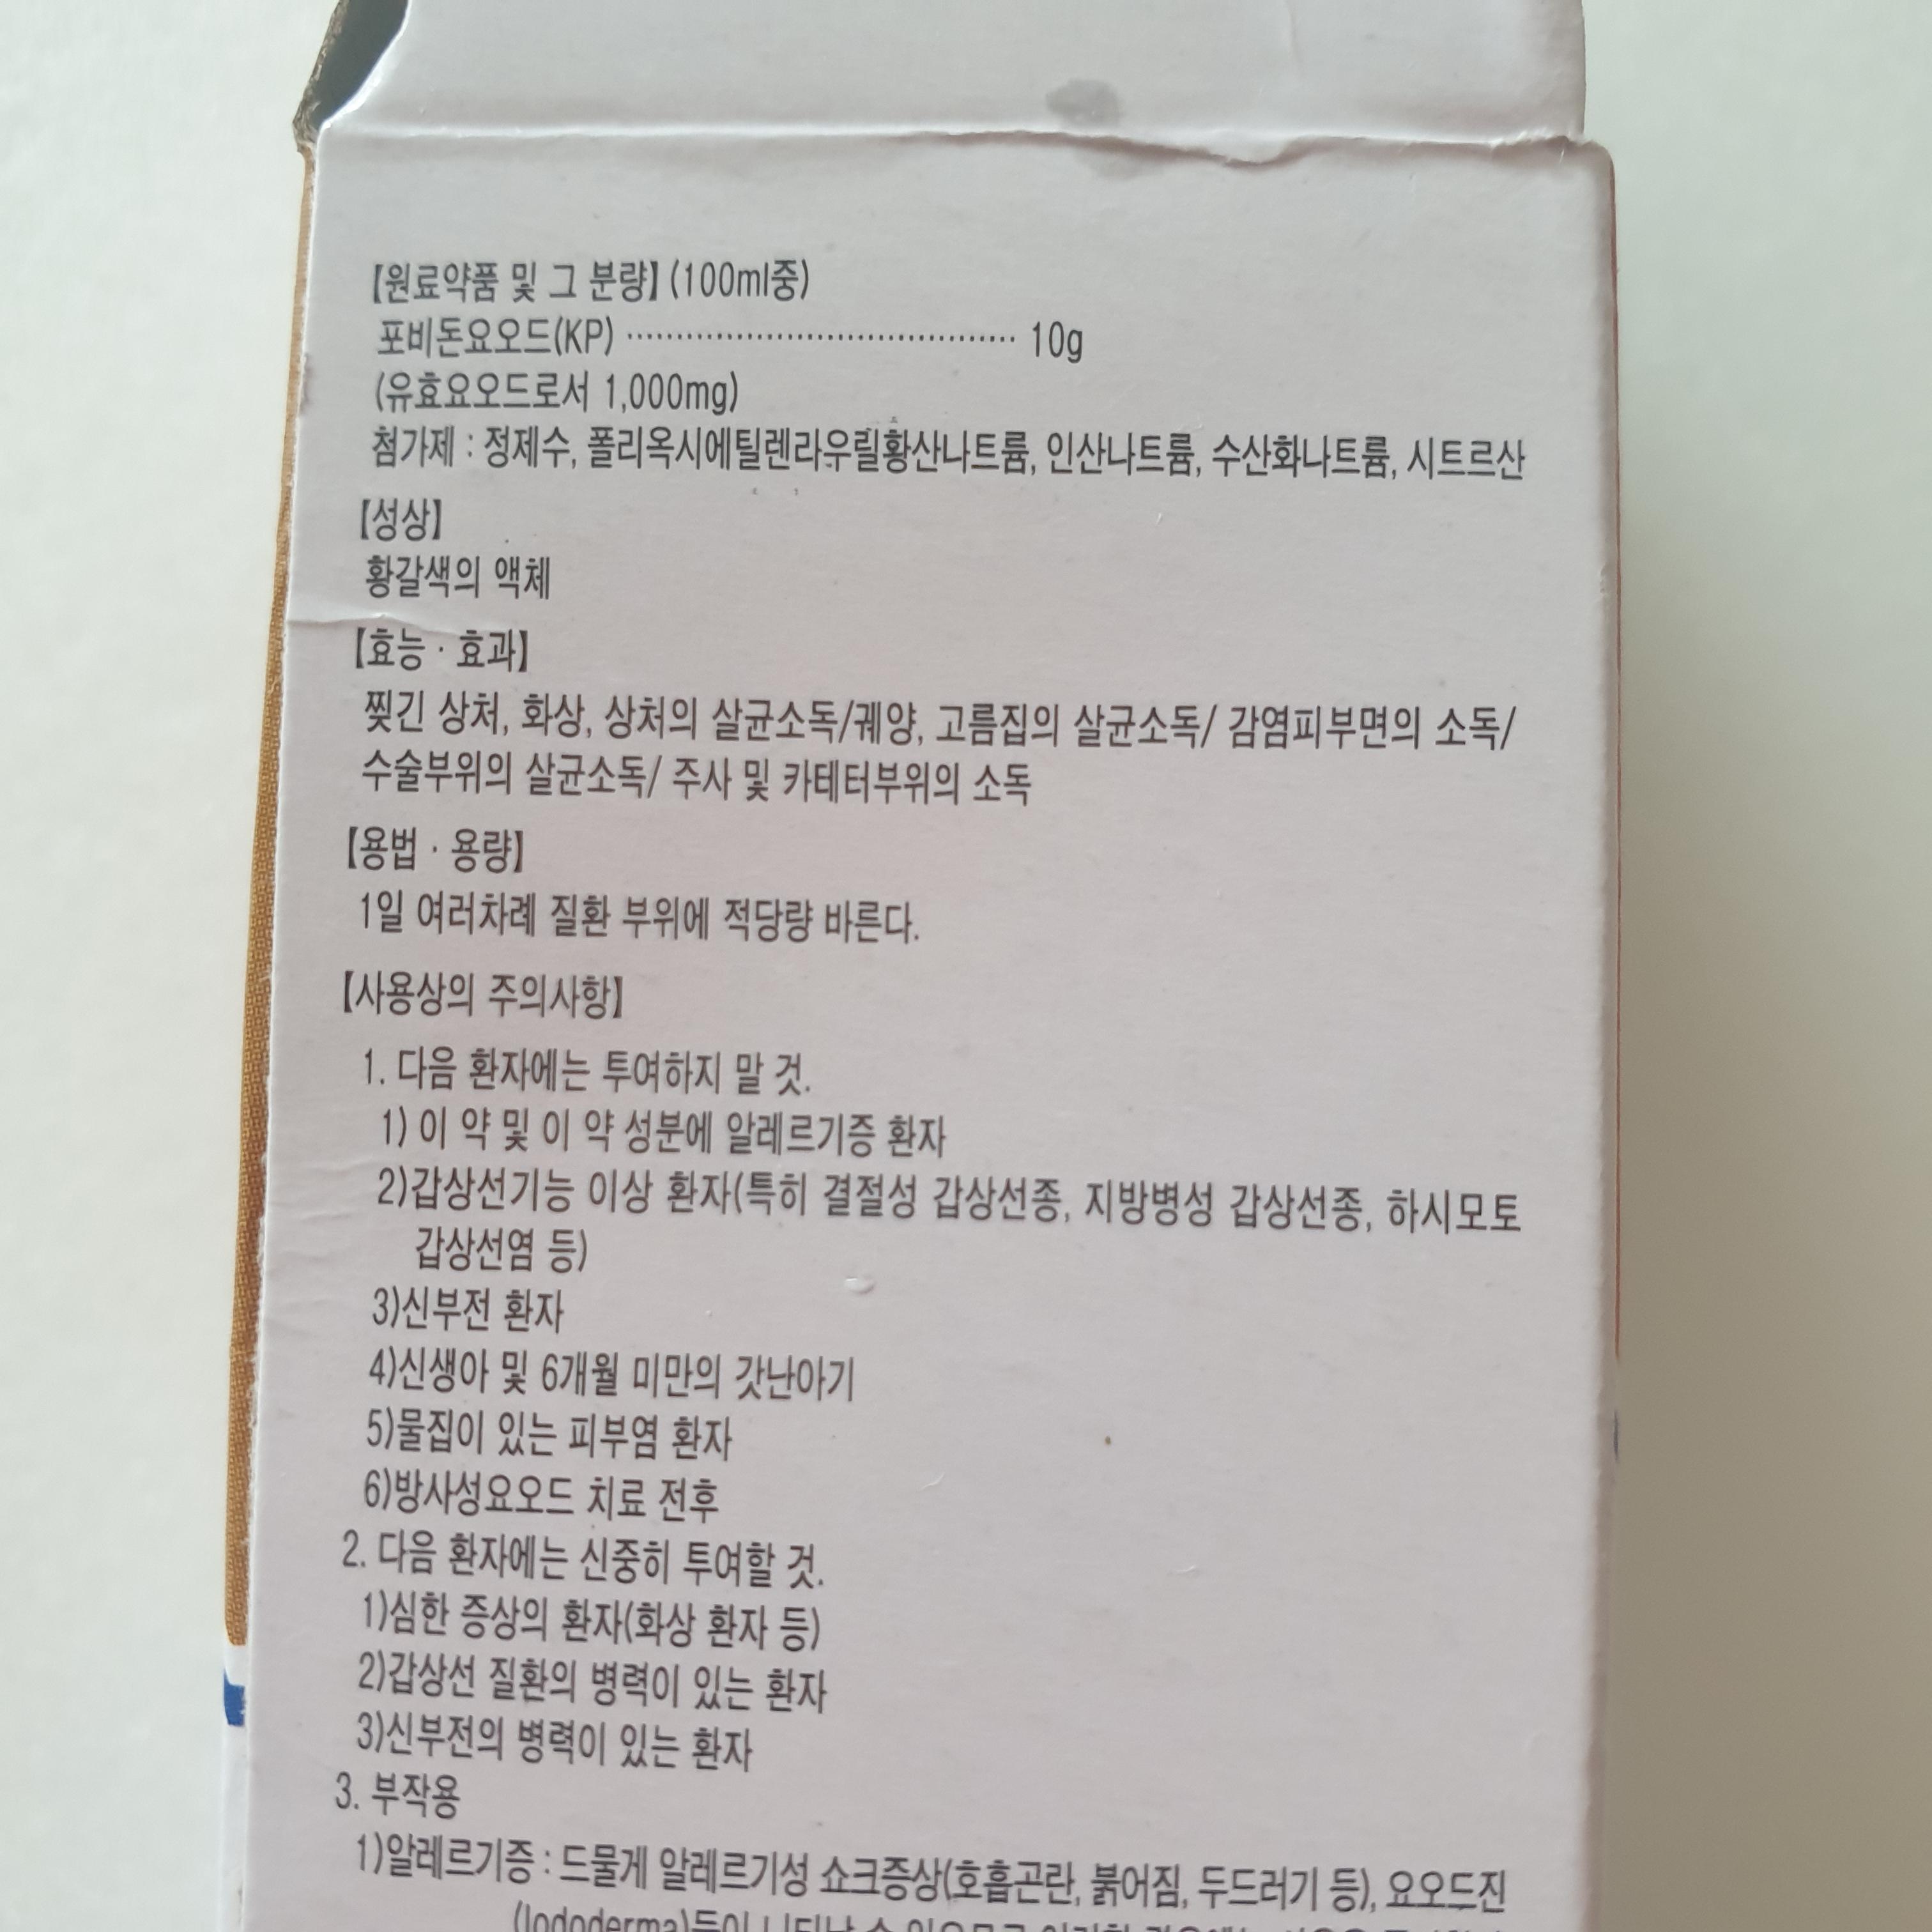 【원료약품 및 그 분량】(100ml중)
포비돈요오드(KP) ······································· 10g
(유효요오드로서 1,000mg)
첨가제 : 정제수, 폴리옥시에틸렌라우릴황산나트륨, 인산나트륨, 수산화나트륨, 시트르산
【성상】
황갈색의 액체
【효능 · 효과】
찢긴 상처, 화상, 상처의 살균소독/궤양, 고름집의 살균소독/ 감염피부면의 소독/
수술부위의 살균소독/ 주사 및 카테터부위의 소독
【용법 · 용량】
1일 여러차례 질환 부위에 적당량 바른다.
【사용상의 주의사항】
1. 다음 환자에는 투여하지 말 것.
1) 이 약 및 이 약 성분에 알레르기증 환자
2)갑상선기능 이상 환자(특히 결절성 갑상선종, 지방병성 갑상선종, 하시모토
갑상선염 등)
3)신부전 환자
4)신생아 및 6개월 미만의 갓난아기
5)물집이 있는 피부염 환자
6)방사성요오드 치료 전후
2. 다음 환자에는 신중히 투여할 것.
1)심한 증상의 환자(화상 환자 등)
2)갑상선 질환의 병력이 있는 환자
3)신부전의 병력이 있는 환자
3. 부작용
1)알레르기증 : 드물게 알레르기성 쇼크증상(호흡곤란, 붉어짐, 두드러기 등), 요오드진
(Iododerma)등이